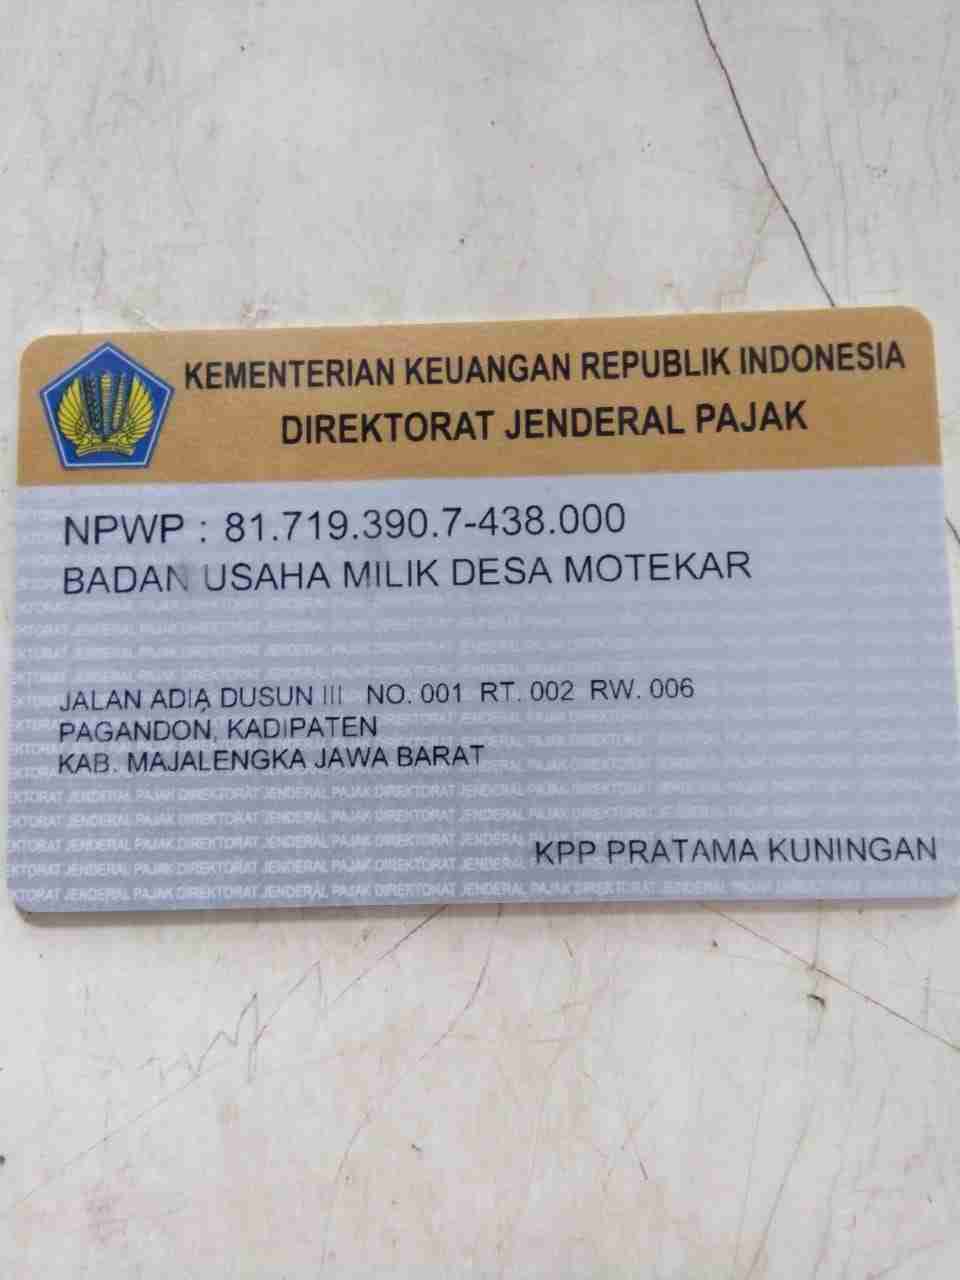 KEMENTERIAN KEUANGAN REPUBLIK INDONESIA
DIREKTORAT JENDERAL PAJAK
NPWP : 81.719.390.7-438.000
BADAN USAHA MILIK DESA MOTEKAR
JALAN ADIA DUSUN III NO. 001 RT. 002 RW. 006
PAGANDON, KADIPATEN
KAB. MAJALENGKA JAWA BARAT
KPP PRATAMA KUNINGAN